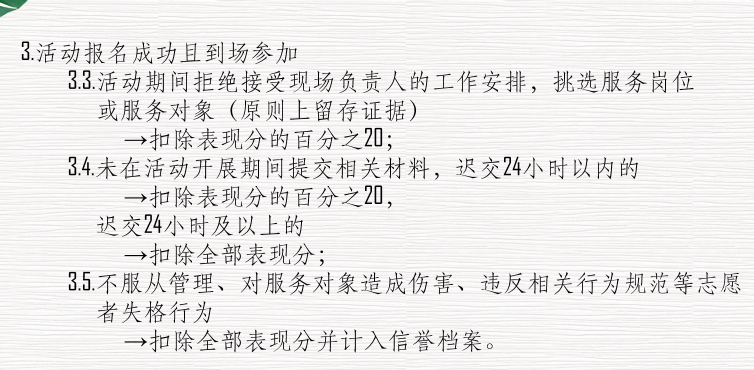 3.活动报名成功且到场参加
3.3.活动期间拒绝接受现场负责人的工作安排，挑选服务岗位
或服务对象（原则上留存证据）
→扣除表现分的百分之20；
3.4.未在活动开展期间提交相关材料，迟交24小时以内的
→扣除表现分的百分之20，
迟交24小时及以上的
→扣除全部表现分；
3.5.不服从管理、对服务对象造成伤害、违反相关行为规范等志愿
者失格行为
→扣除全部表现分并计入信誉档案。